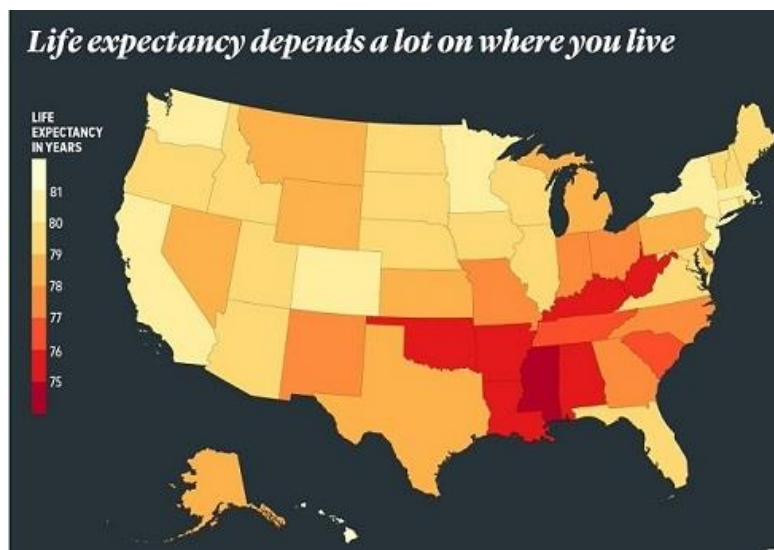 Life expectancy depends a lot on where you live
LIFE
EXPECTANCY
IN YEARS
81
80
79
78
77
76
75